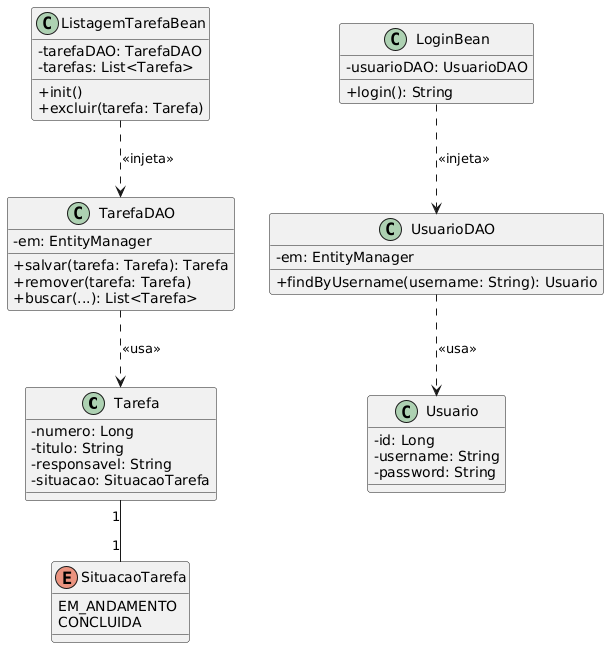 C ListagemTarefaBean
-tarefaDAO: TarefaDAO
-tarefas: List<Tarefa>
+init()
+excluir(tarefa: Tarefa)
«injeta»
C TarefaDAO
-em: EntityManager
+salvar(tarefa: Tarefa): Tarefa
+remover(tarefa: Tarefa)
+buscar(...): List<Tarefa>
«usa»
C Tarefa
-numero: Long
-titulo: String
-responsavel: String
-situacao: SituacaoTarefa
1
1
E SituacaoTarefa
EM_ANDAMENTO
CONCLUIDA
C LoginBean
-usuarioDAO: UsuarioDAO
+login(): String
«injeta»
C UsuarioDAO
-em: EntityManager
+findByUsername(username: String): Usuario
«usa»
C Usuario
-id: Long
-username: String
-password: String